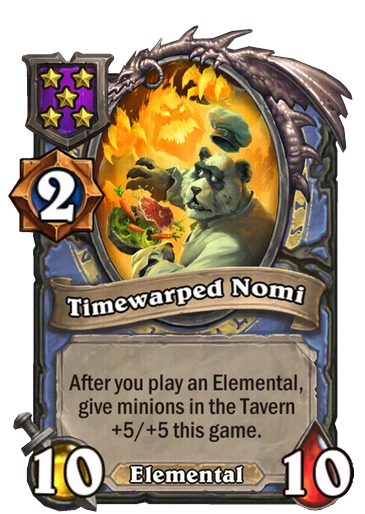 2
Timewarped Nomi
After you play an Elemental,
give minions in the Tavern
+5/+5 this game.
10
Elemental
10